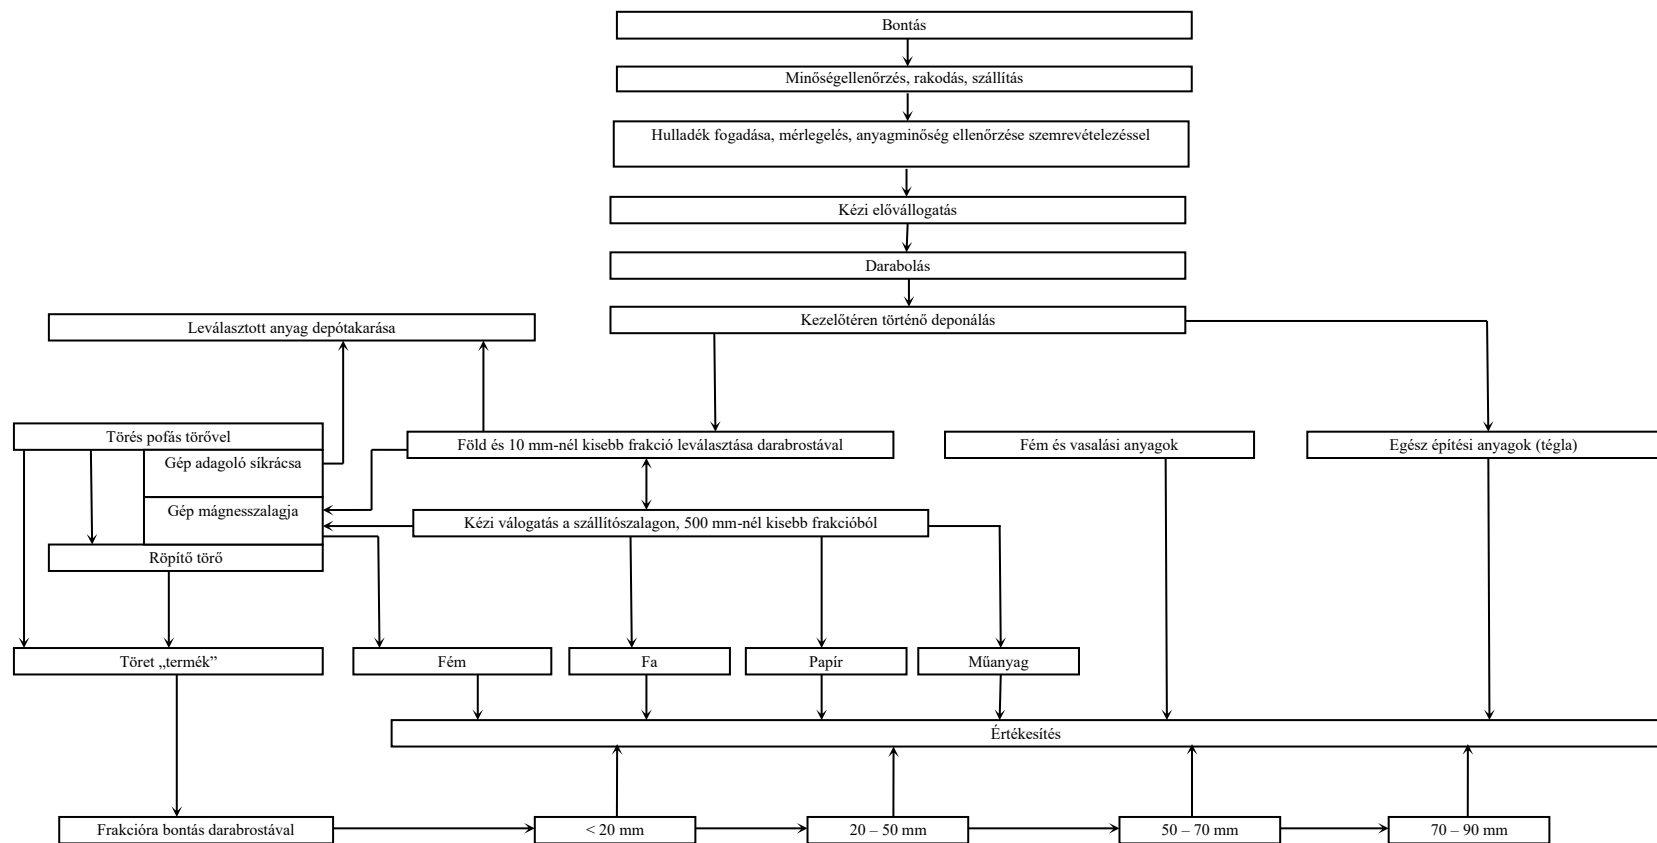 Bontás
Minőségellenőrzés, rakodás, szállítás
Hulladék fogadása, mérlegelés, anyagminőség ellenőrzése szemrevételezéssel
Kézi elővállogatás
Darabolás
Leválasztott anyag depótakarása
Kezelőtéren történő deponálás
Törés pofás törővel
Gép adagoló síkrácsa
Gép mágnesszalagja
Röpítő törő
Föld és 10 mm-nél kisebb frakció leválasztása darabrostával
Fém és vasalási anyagok
Egész építési anyagok (tégla)
Kézi válogatás a szállítószalagon, 500 mm-nél kisebb frakcióból
Töret „termék”
Fém
Fa
Papír
Műanyag
Értékesítés
Frakcióra bontás darabrostával
< 20 mm
20 – 50 mm
50 – 70 mm
70 – 90 mm